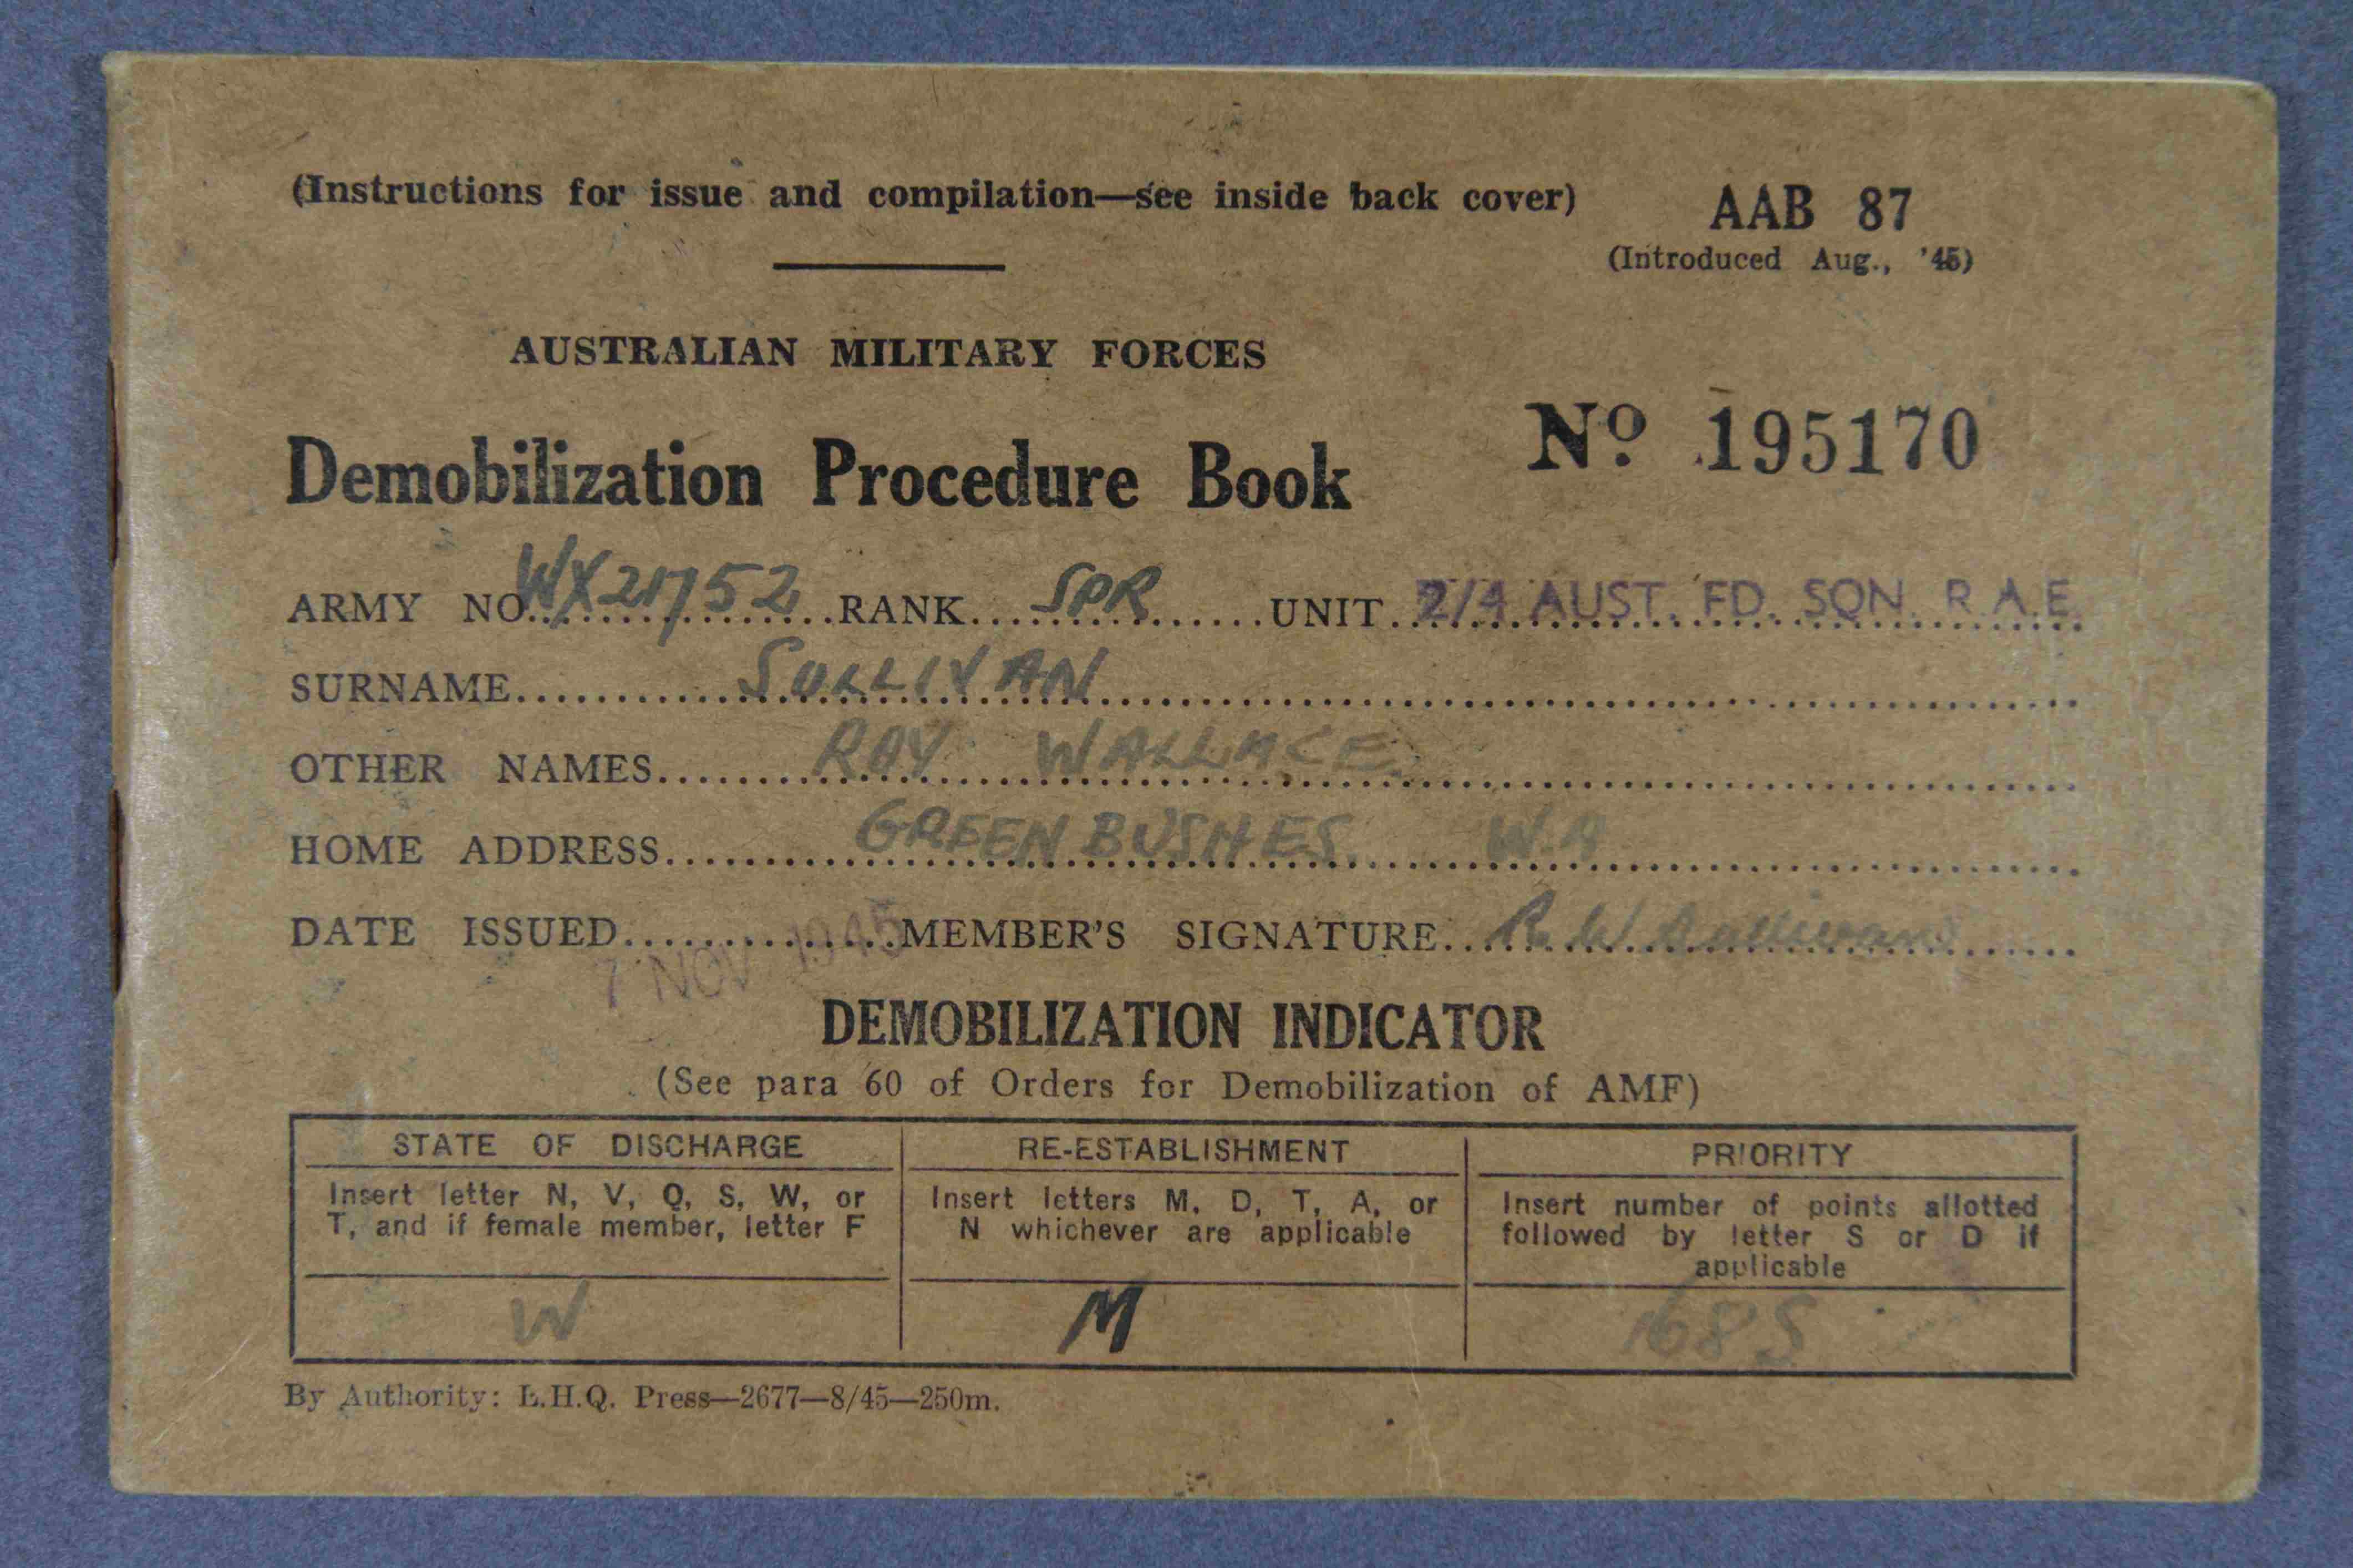 (Instructions for issue and compilation—see inside back cover)
AAB 87
(Introduced Aug., '45)
AUSTRALIAN MILITARY FORCES
Demobilization Procedure Book
No 195170
ARMY NO. WX21752 RANK SPR UNIT 2/4 AUST. FD. SQN. R.A.E.
SURNAME SULLIVAN
OTHER NAMES RAY WALLACE
HOME ADDRESS GREENBUSHES W.A
DATE ISSUED 7 NOV 1945 MEMBER'S SIGNATURE R. W. Sullivan
DEMOBILIZATION INDICATOR
(See para 60 of Orders for Demobilization of AMF)
STATE OF DISCHARGE
Insert letter N, V, Q, S, W, or
T, and if female member, letter F
W
RE-ESTABLISHMENT
Insert letters M, D, T, A, or
N whichever are applicable
M
PRIORITY
Insert number of points allotted
followed by letter S or D if
applicable
168 S
By Authority: L.H.Q. Press—2677—8/45—250m.